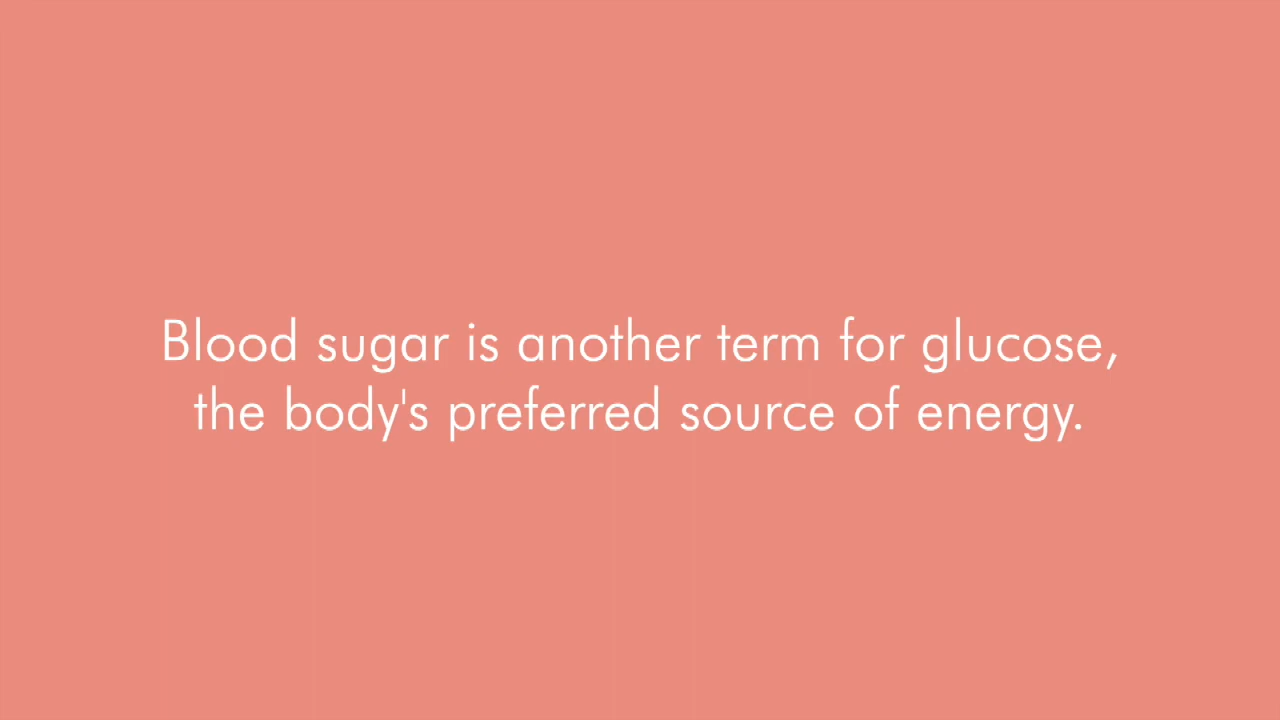 Blood sugar is another term for glucose,
the body's preferred source of energy.